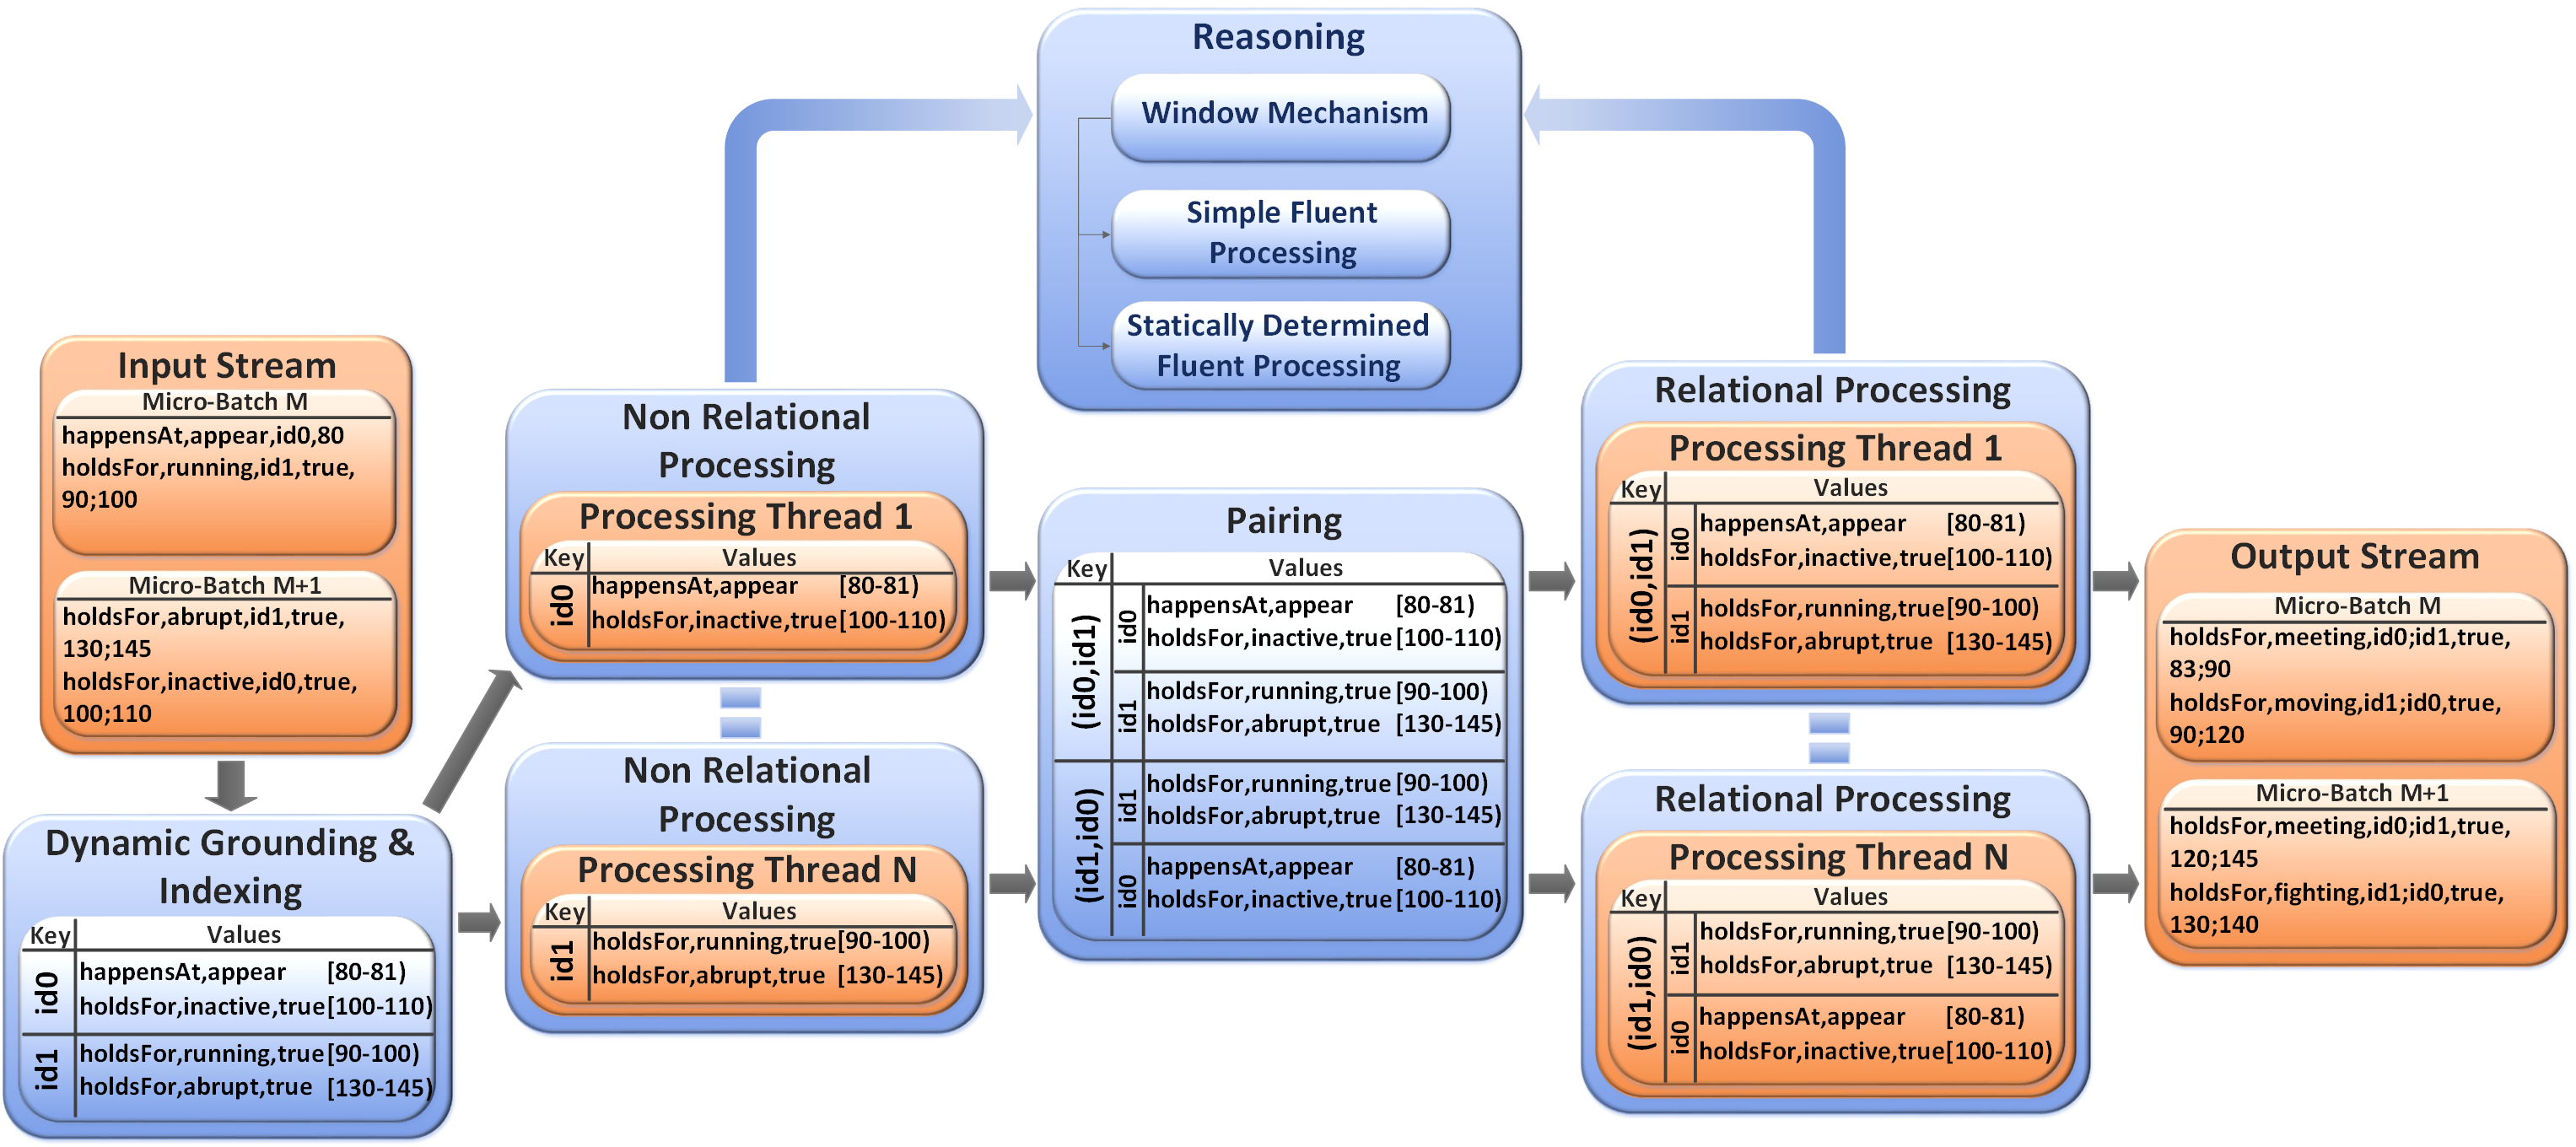 Reasoning
Window Mechanism
Simple Fluent
Processing
Statically Determined
Fluent Processing
Input Stream
Micro-Batch M
happensAt,appear,id0,80
holdsFor,running,id1,true,
90;100
Micro-Batch M+1
holdsFor,abrupt,id1,true,
130;145
holdsFor,inactive,id0,true,
100;110
Dynamic Grounding &
Indexing
Key Values
id0
happensAt,appear [80-81)
holdsFor,inactive,true[100-110)
id1
holdsFor,running,true[90-100)
holdsFor,abrupt,true [130-145)
Non Relational
Processing
Processing Thread 1
Key Values
id0
happensAt,appear [80-81)
holdsFor,inactive,true[100-110)
Non Relational
Processing
Processing Thread N
Key Values
id1
holdsFor,running,true[90-100)
holdsFor,abrupt,true [130-145)
Pairing
Key Values
(id0,id1)
id0
happensAt,appear [80-81)
holdsFor,inactive,true[100-110)
id1
holdsFor,running,true[90-100)
holdsFor,abrupt,true [130-145)
(id1,id0)
id1
holdsFor,running,true[90-100)
holdsFor,abrupt,true [130-145)
id0
happensAt,appear [80-81)
holdsFor,inactive,true[100-110)
Relational Processing
Processing Thread 1
Key Values
(id0,id1)
id0
happensAt,appear [80-81)
holdsFor,inactive,true[100-110)
id1
holdsFor,running,true[90-100)
holdsFor,abrupt,true [130-145)
Relational Processing
Processing Thread N
Key Values
(id1,id0)
id1
holdsFor,running,true[90-100)
holdsFor,abrupt,true [130-145)
id0
happensAt,appear [80-81)
holdsFor,inactive,true[100-110)
Output Stream
Micro-Batch M
holdsFor,meeting,id0;id1,true,
83;90
holdsFor,moving,id1;id0,true,
90;120
Micro-Batch M+1
holdsFor,meeting,id0;id1,true,
120;145
holdsFor,fighting,id1;id0,true,
130;140